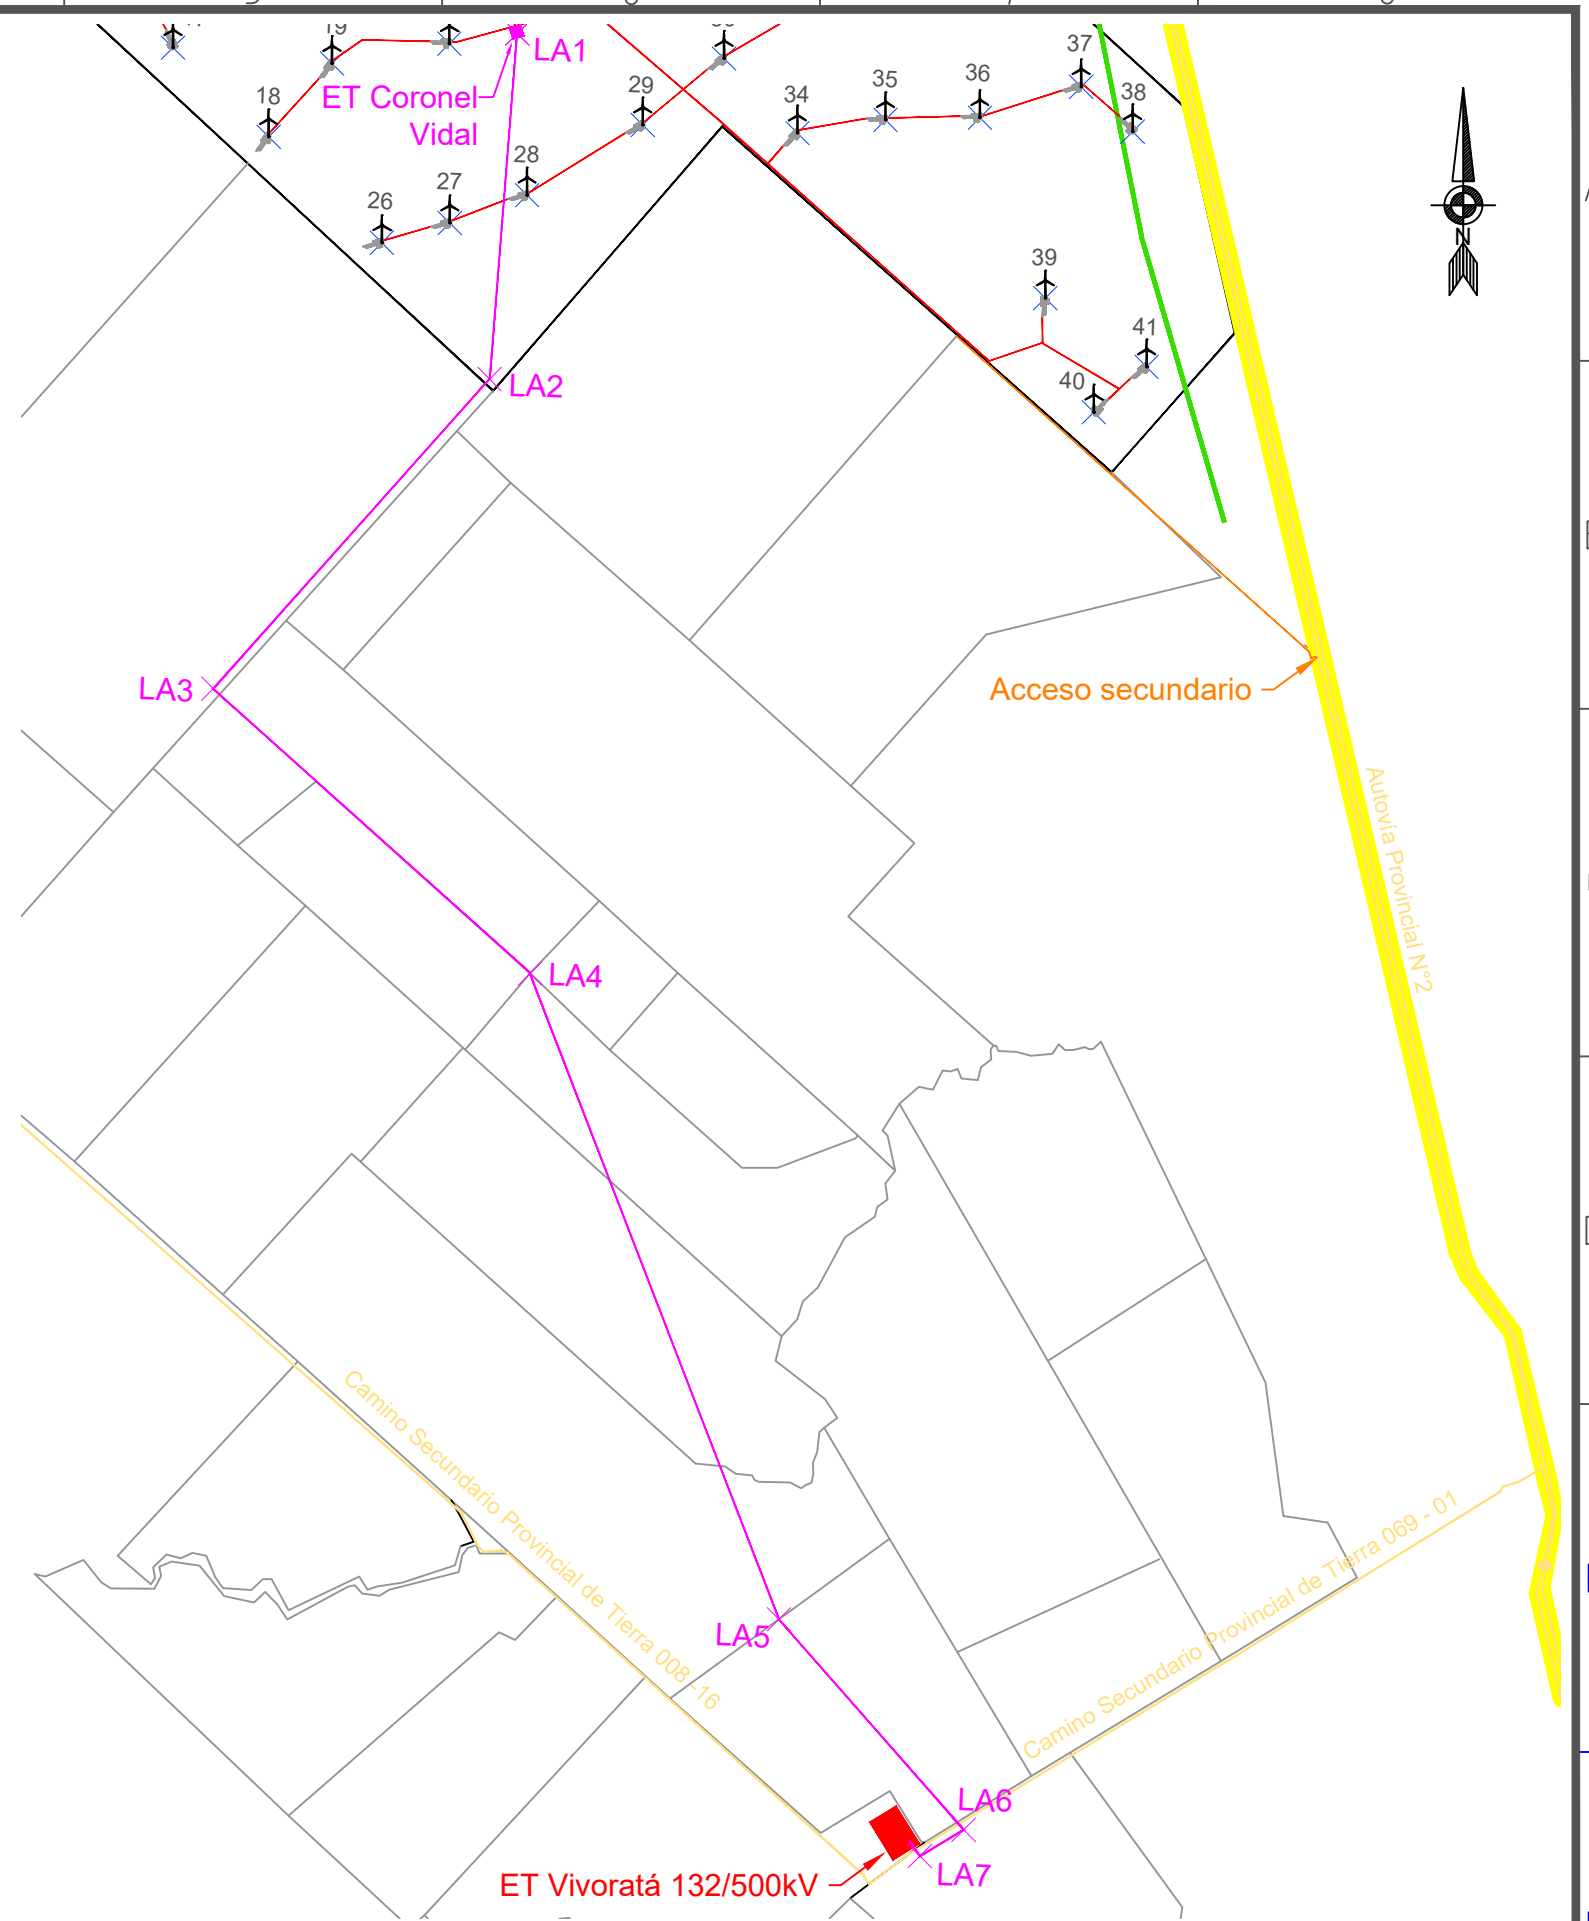 19
LA1
37
ET Coronel
Vidal
29
36
35
34
38
18
28
27
26
N
39
41
40
LA2
LA3
Acceso secundario
Autovía Provincial N°2
LA4
Camino Secundario Provincial de Tierra 008 -16
Camino Secundario Provincial de Tierra 069 - 01
LA5
LA6
LA7
ET Vivoratá 132/500kV